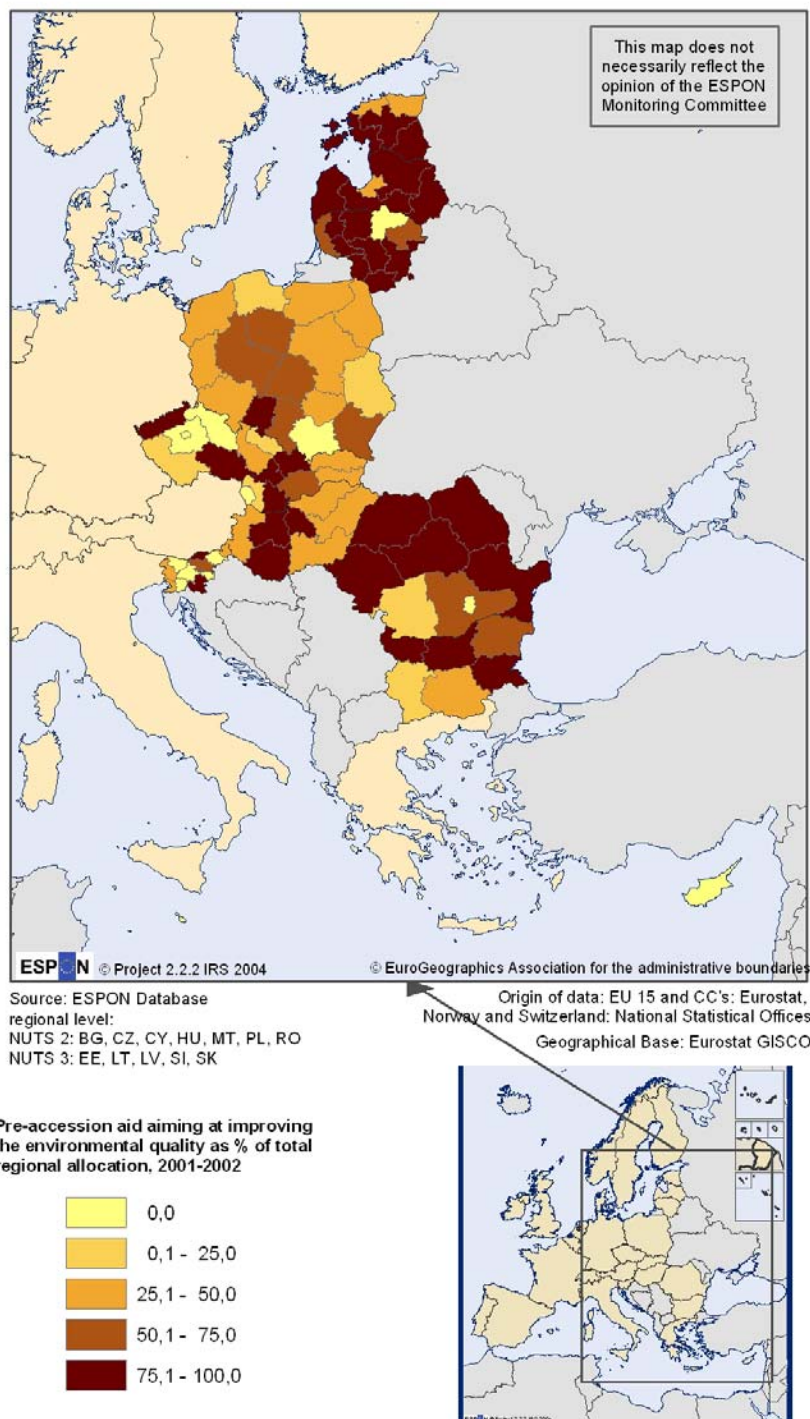 This map does not
necessarily reflect the
opinion of the ESPON
Monitoring Committee
ESPON © Project 2.2.2 IRS 2004
© EuroGeographics Association for the administrative boundaries
Source: ESPON Database
regional level:
NUTS 2: BG, CZ, CY, HU, MT, PL, RO
NUTS 3: EE, LT, LV, SI, SK
Origin of data: EU 15 and CC's: Eurostat,
Norway and Switzerland: National Statistical Offices
Geographical Base: Eurostat GISCO
Pre-accession aid aiming at improving
the environmental quality as % of total
regional allocation, 2001-2002
0,0
0,1 - 25,0
25,1 - 50,0
50,1 - 75,0
75,1 - 100,0